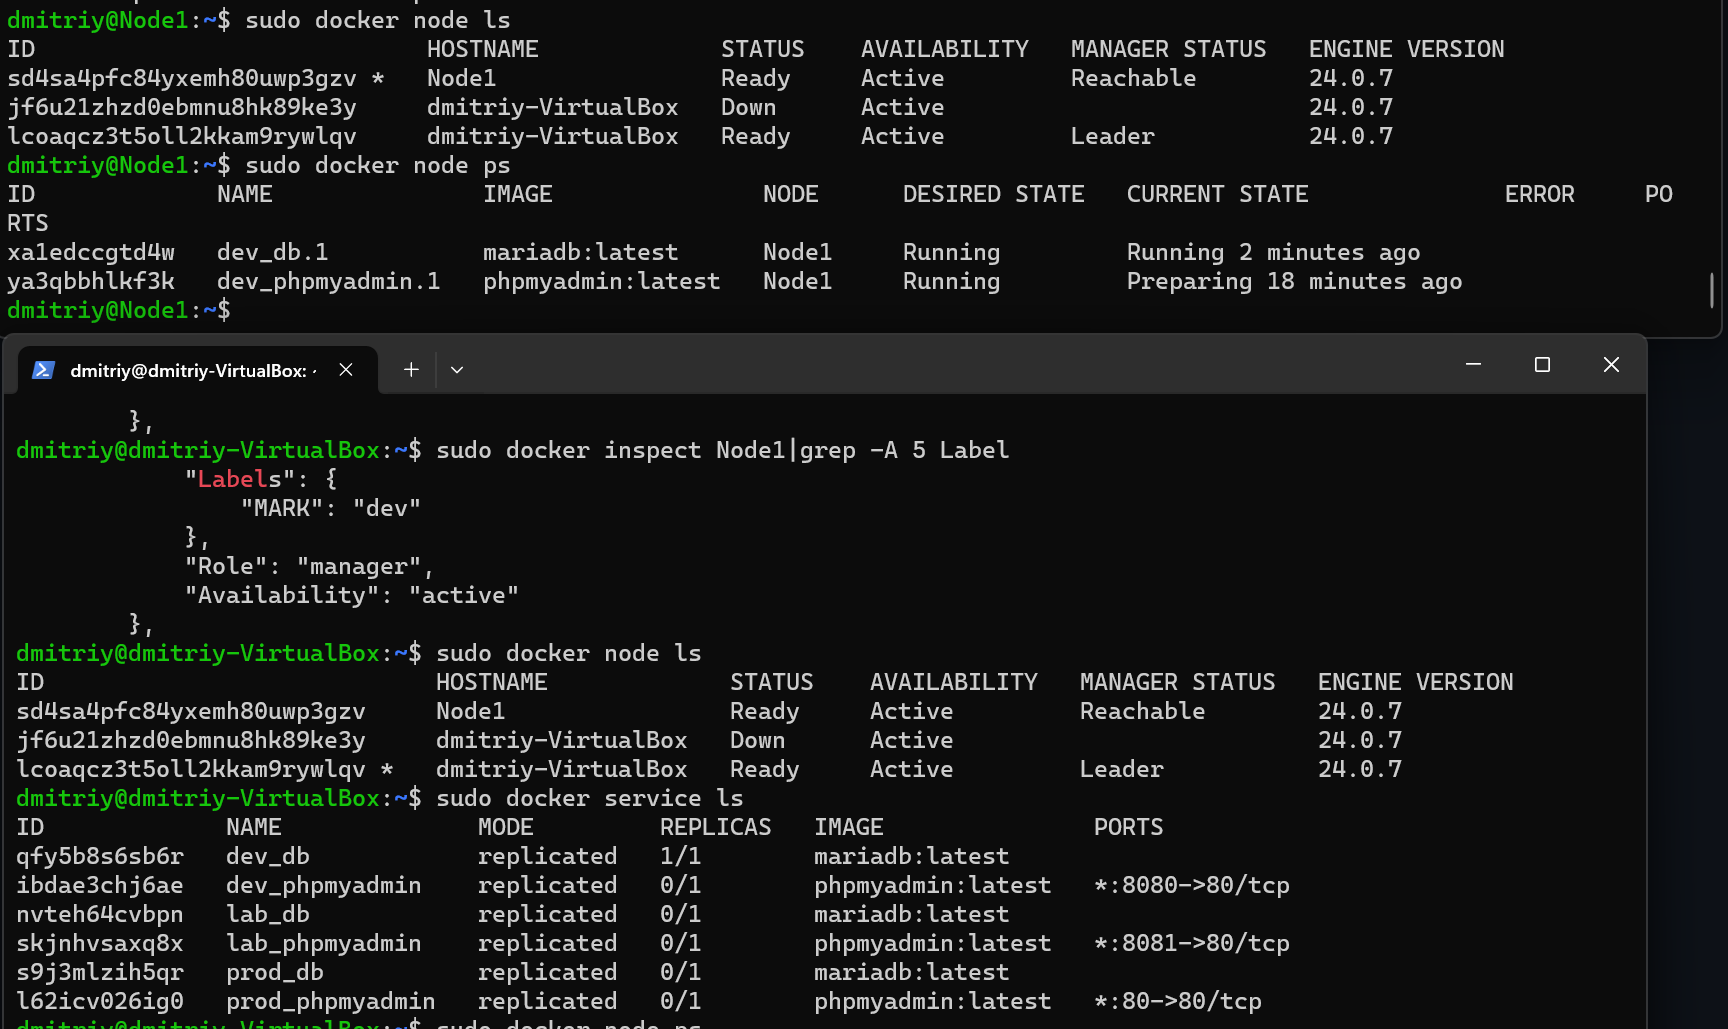 dmitriy@Node1:~$ sudo docker node ls
ID                            HOSTNAME             STATUS    AVAILABILITY   MANAGER STATUS   ENGINE VERSION
sd4sa4pfc84yxemh80uwp3gzv *   Node1                Ready     Active         Reachable        24.0.7
jf6u21zhzd0ebmnu8hk89ke3y     dmitriy-VirtualBox   Down      Active                          24.0.7
lcoaqcz3t5oll2kkam9rywlqv     dmitriy-VirtualBox   Ready     Active         Leader           24.0.7
dmitriy@Node1:~$ sudo docker node ps
ID             NAME               IMAGE               NODE      DESIRED STATE   CURRENT STATE              ERROR     PO
RTS
xa1edccgtd4w   dev_db.1           mariadb:latest      Node1     Running         Running 2 minutes ago
ya3qbbhlkf3k   dev_phpmyadmin.1   phpmyadmin:latest   Node1     Running         Preparing 18 minutes ago
dmitriy@Node1:~$
dmitriy@dmitriy-VirtualBox:
        },
dmitriy@dmitriy-VirtualBox:~$ sudo docker inspect Node1|grep -A 5 Label
            "Labels": {
                "MARK": "dev"
            },
            "Role": "manager",
            "Availability": "active"
        },
dmitriy@dmitriy-VirtualBox:~$ sudo docker node ls
ID                            HOSTNAME             STATUS    AVAILABILITY   MANAGER STATUS   ENGINE VERSION
sd4sa4pfc84yxemh80uwp3gzv     Node1                Ready     Active         Reachable        24.0.7
jf6u21zhzd0ebmnu8hk89ke3y     dmitriy-VirtualBox   Down      Active                          24.0.7
lcoaqcz3t5oll2kkam9rywlqv *   dmitriy-VirtualBox   Ready     Active         Leader           24.0.7
dmitriy@dmitriy-VirtualBox:~$ sudo docker service ls
ID             NAME              MODE         REPLICAS   IMAGE               PORTS
qfy5b8s6sb6r   dev_db            replicated   1/1        mariadb:latest
ibdae3chj6ae   dev_phpmyadmin    replicated   0/1        phpmyadmin:latest   *:8080->80/tcp
nvteh64cvbpn   lab_db            replicated   0/1        mariadb:latest
skjnhvsaxq8x   lab_phpmyadmin    replicated   0/1        phpmyadmin:latest   *:8081->80/tcp
s9j3mlzih5qr   prod_db           replicated   0/1        mariadb:latest
l62icv026ig0   prod_phpmyadmin   replicated   0/1        phpmyadmin:latest   *:80->80/tcp
dmitriy@dmitriy-VirtualBox:~$ sudo docker node ps